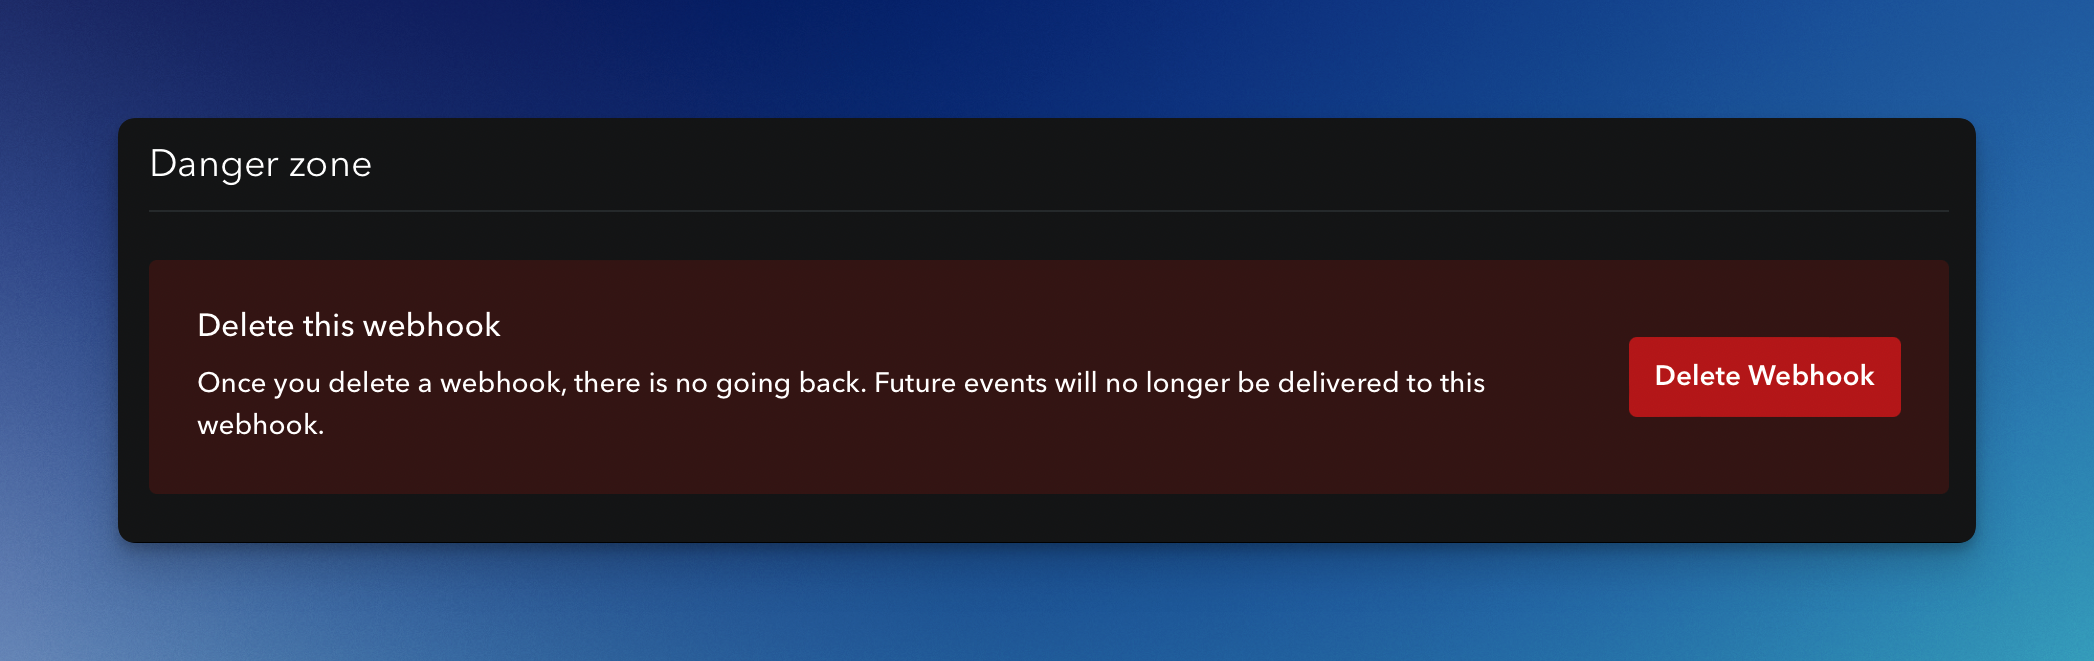 Danger zone
Delete this webhook
Once you delete a webhook, there is no going back. Future events will no longer be delivered to this
webhook.
Delete Webhook